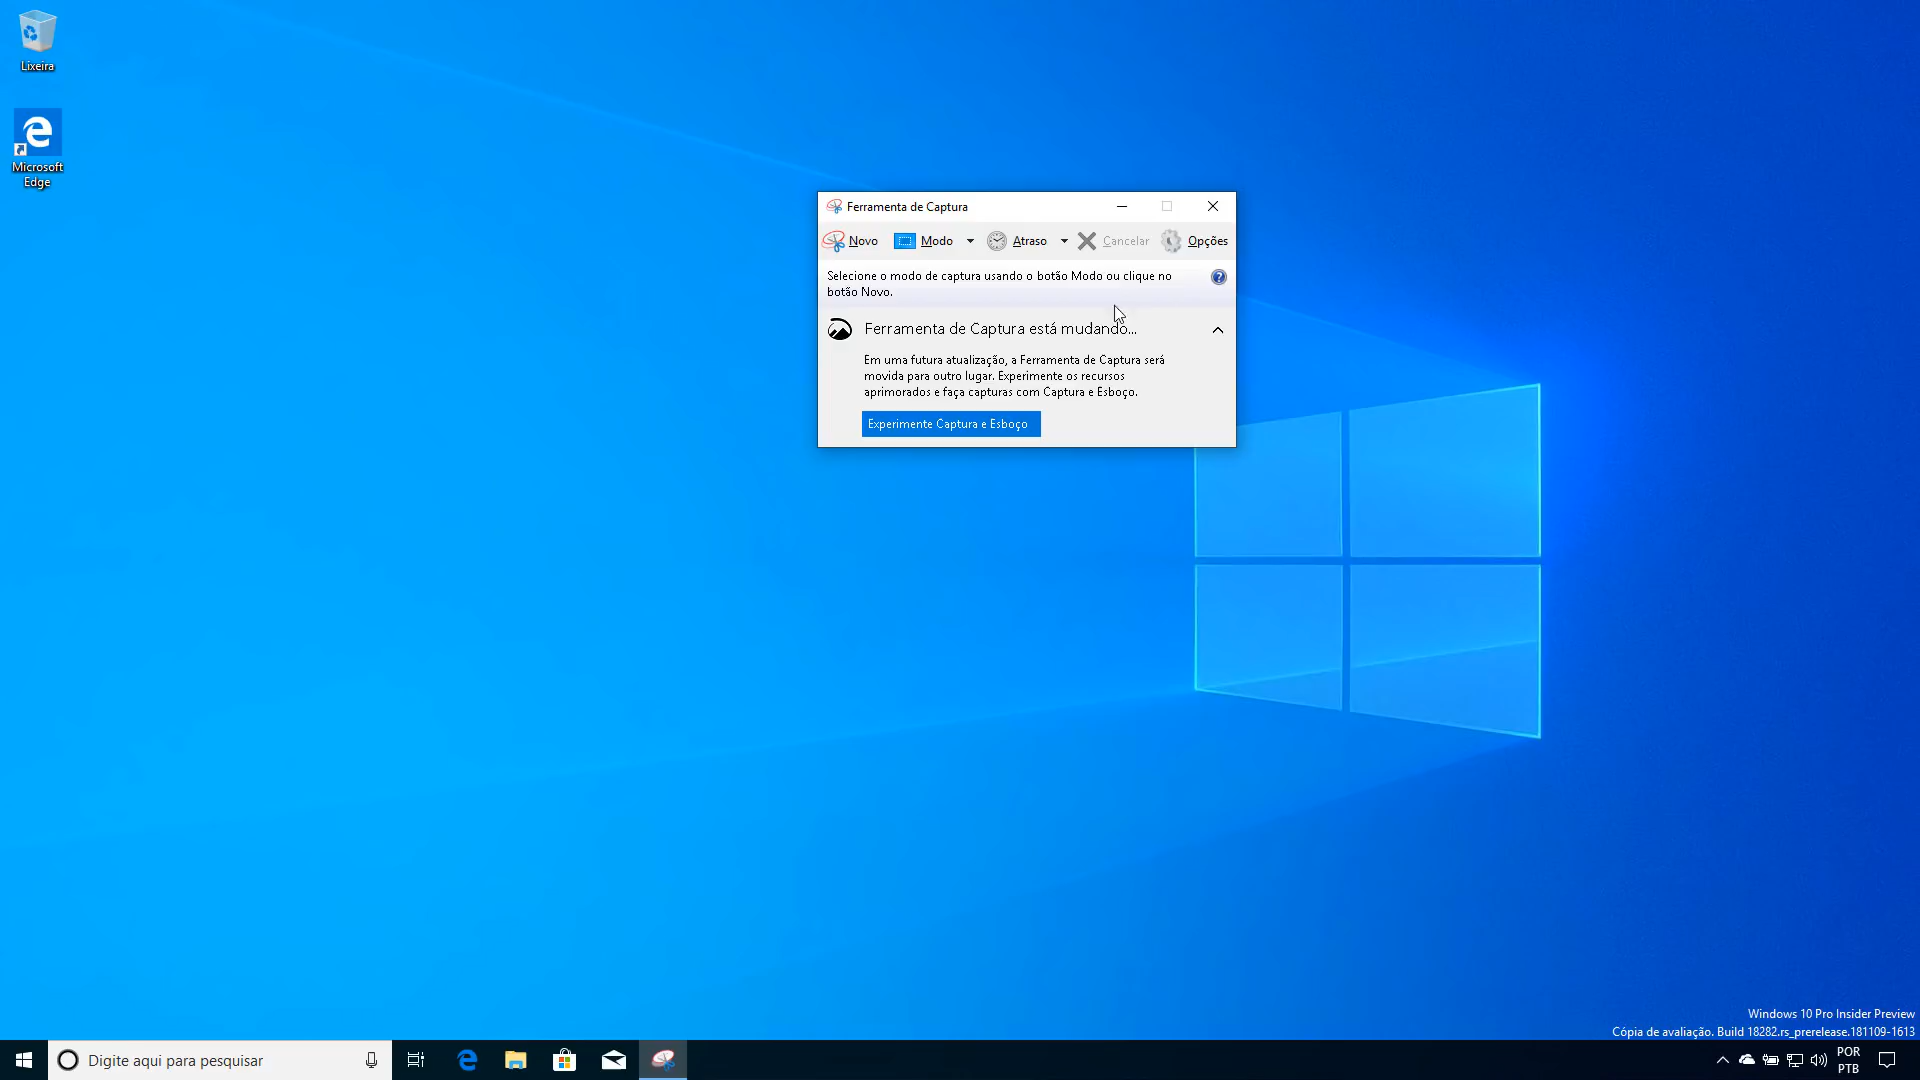 Lixeira
Microsoft
Edge
Ferramenta de Captura
Novo Modo Atraso Cancelar Opções
Selecione o modo de captura usando o botão Modo ou clique no
botão Novo.
Ferramenta de Captura está mudando...
Em uma futura atualização, a Ferramenta de Captura será
movida para outro lugar. Experimente os recursos
aprimorados e faça capturas com Captura e Esboço.
Experimente Captura e Esboço
Windows 10 Pro Insider Preview
Cópia de avaliação. Build 18282.rs_prerelease.181109-1613
Digite aqui para pesquisar
POR
PTB